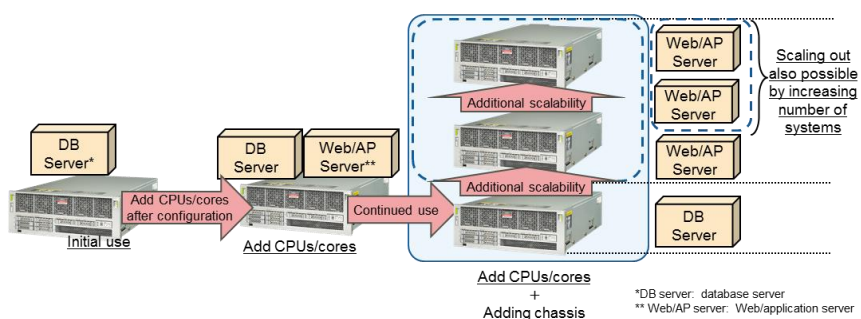 DB
Server*
Initial use
Add CPUs/cores
after configuration
DB
Server
Web/AP
Server**
Add CPUs/cores
Continued use
Additional scalability
Additional scalability
Add CPUs/cores
+
Adding chassis
Web/AP
Server
Web/AP
Server
Web/AP
Server
DB
Server
Scaling out
also possible
by increasing
number of
systems
*DB server: database server
** Web/AP server: Web/application server